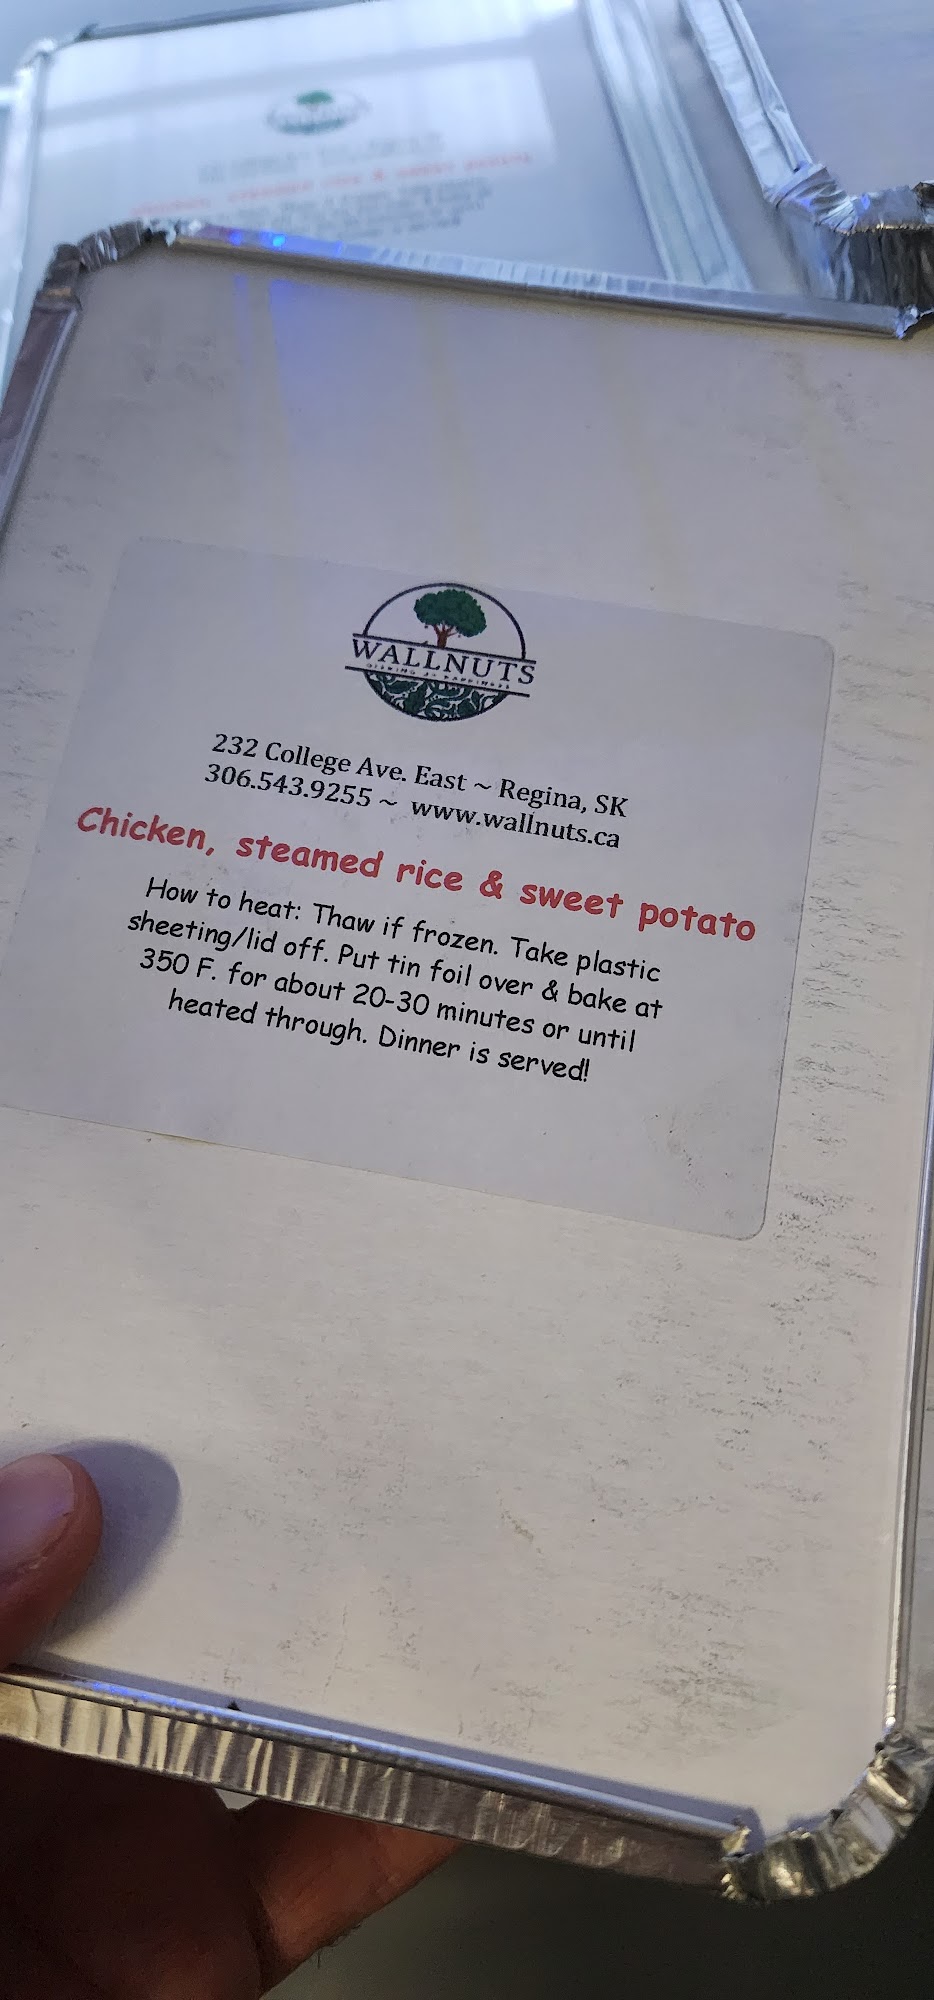 WALLNUTS
232 College Ave. East ~ Regina, SK
306.543.9255 ~ www.wallnuts.ca
Chicken, steamed rice & sweet potato
How to heat: Thaw if frozen. Take plastic
sheeting/lid off. Put tin foil over & bake at
350 F. for about 20-30 minutes or until
heated through. Dinner is served!